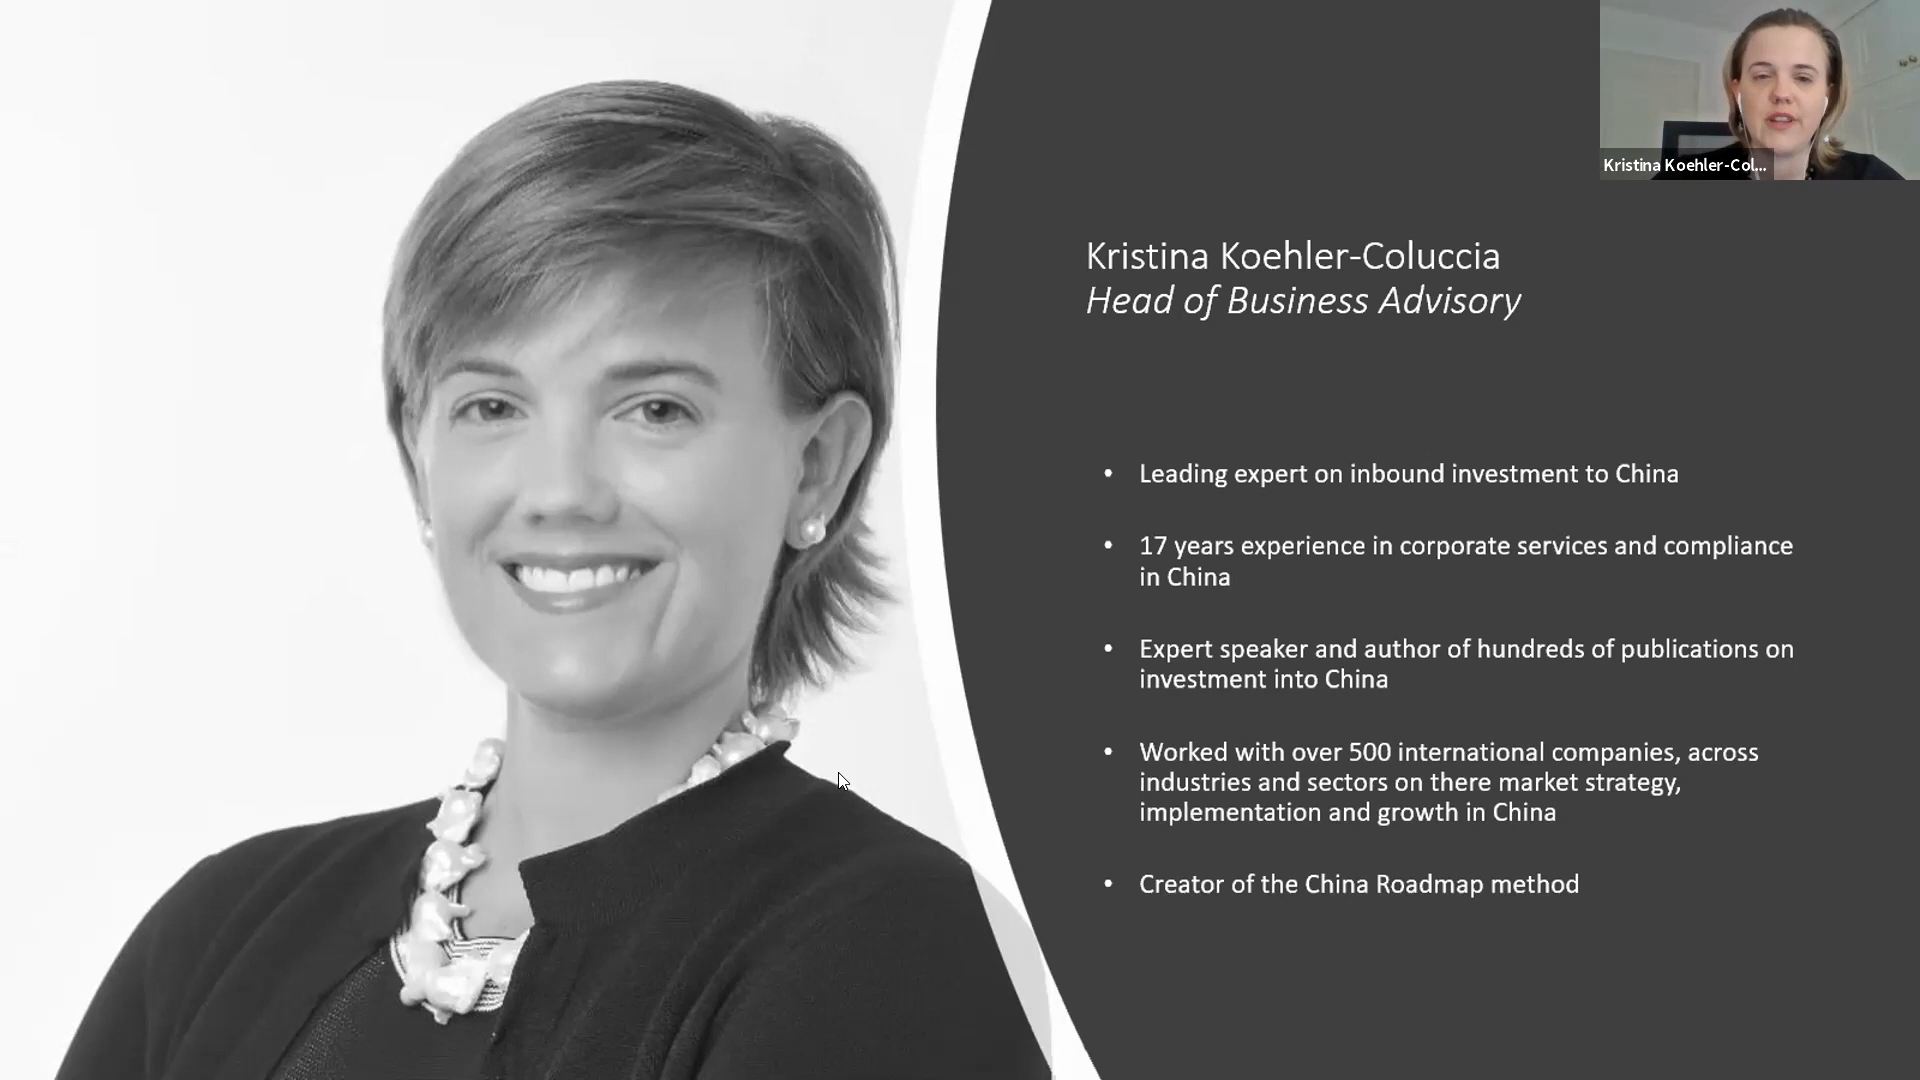 Kristina Koehler-Col...
Kristina Koehler-Coluccia
Head of Business Advisory
• Leading expert on inbound investment to China
• 17 years experience in corporate services and compliance
in China
• Expert speaker and author of hundreds of publications on
investment into China
• Worked with over 500 international companies, across
industries and sectors on there market strategy,
implementation and growth in China
• Creator of the China Roadmap method